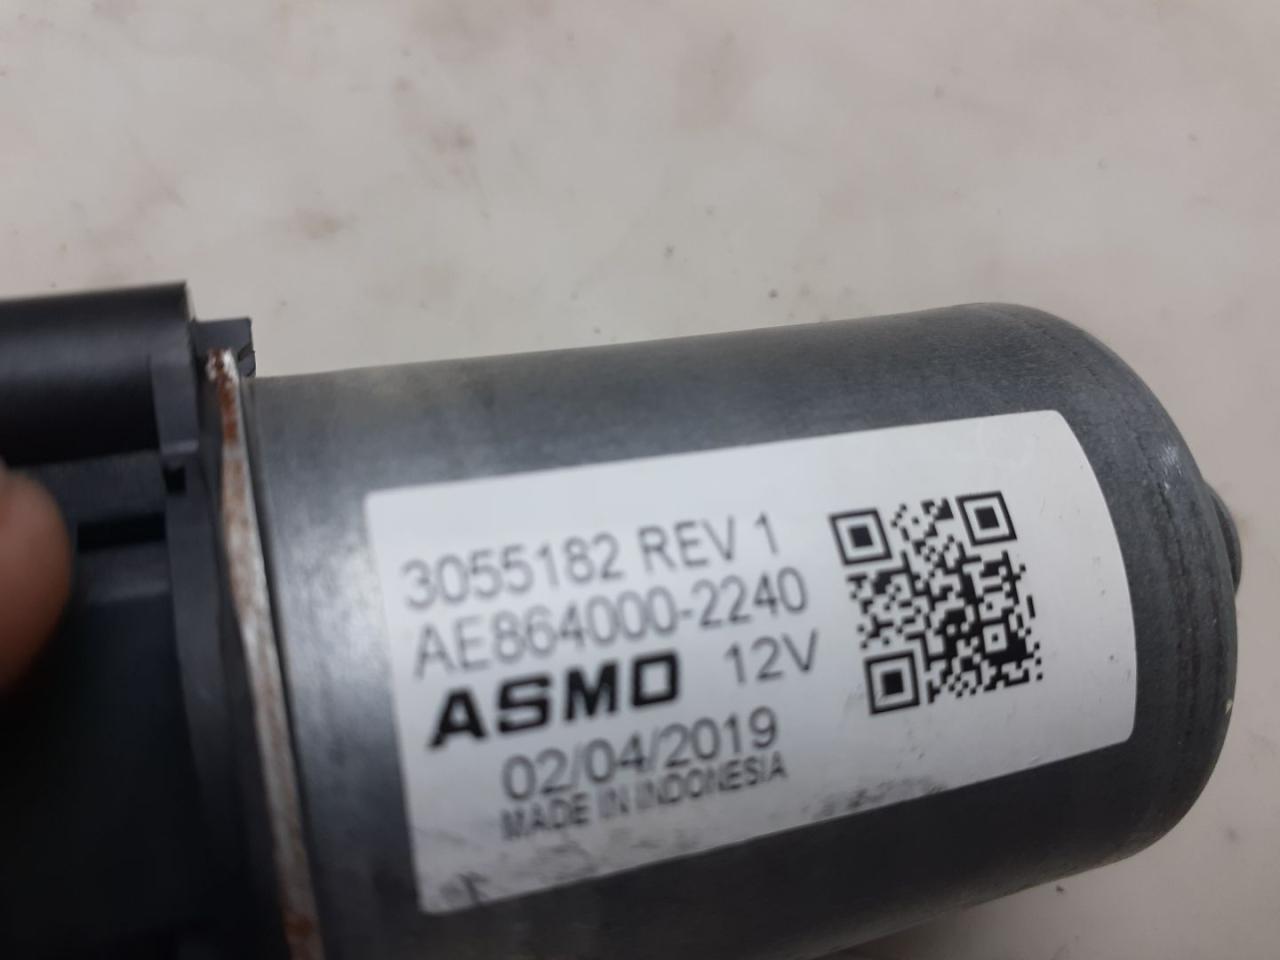 3055182 REV 1
AE864000-2240
ASMO 12V
02/04/2019
MADE IN INDONESIA